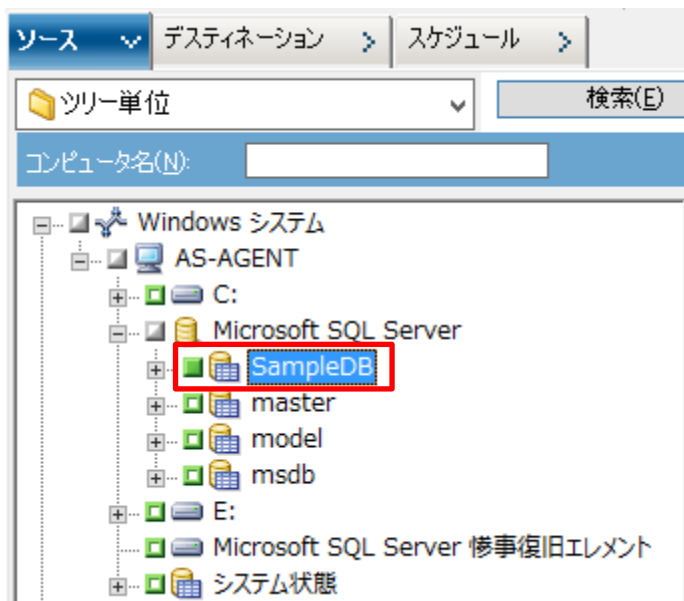 ソース デスティネーション スケジュール
ツリー単位 検索(E)
コンピュータ名(N):
Windows システム
AS-AGENT
C:
Microsoft SQL Server
SampleDB
master
model
msdb
E:
Microsoft SQL Server 惨事復旧エレメント
システム状態